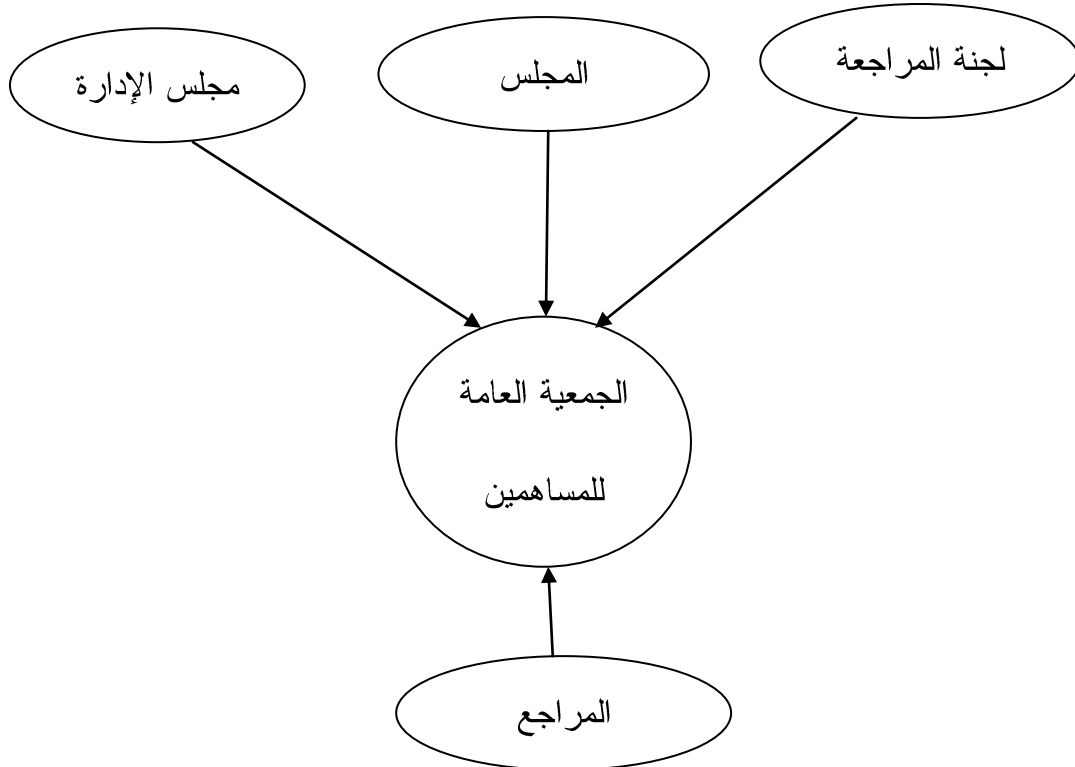 لجنة المراجعة
المجلس
مجلس الإدارة
الجمعية العامة
للمساهمين
المراجع